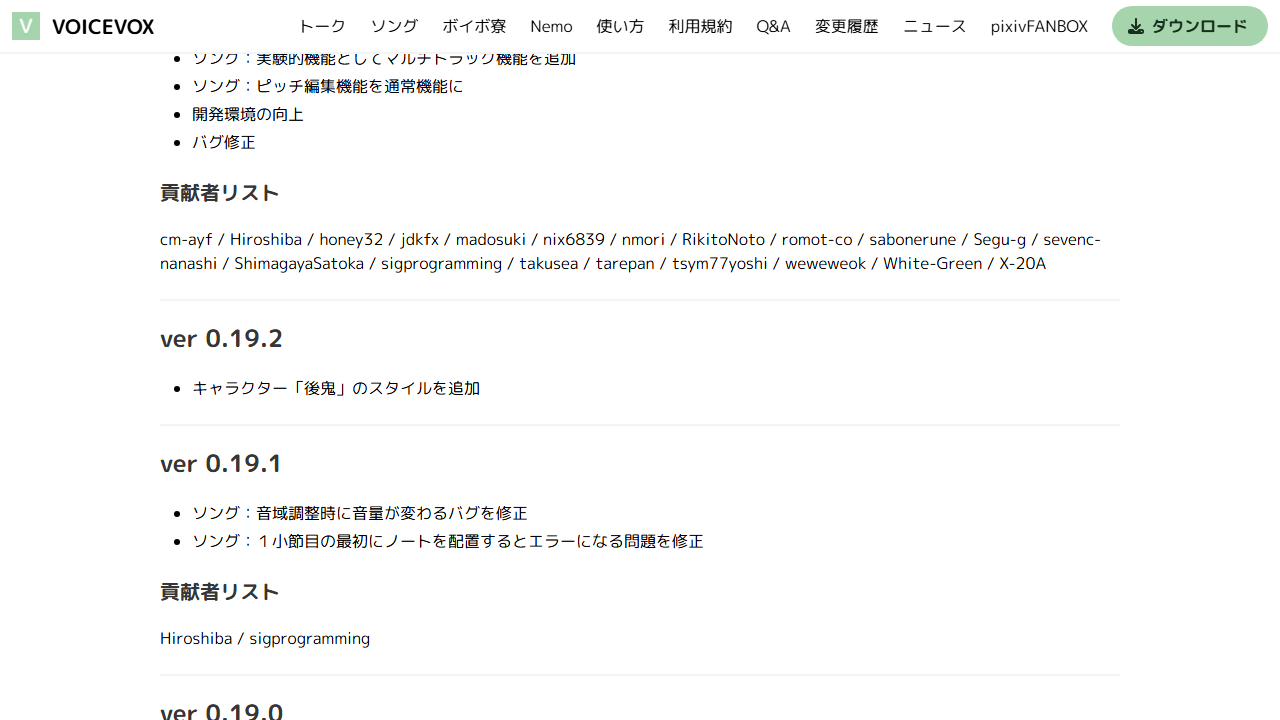 V VOICEVOX トーク ソング ボイボ寮 Nemo 使い方 利用規約 Q&A 変更履歴 ニュース pixivFANBOX ダウンロード
ソング：実験的機能としてマルチトラック機能を追加
ソング：ピッチ編集機能を通常機能に
開発環境の向上
バグ修正
貢献者リスト
cm-ayf / Hiroshiba / honey32 / jdkfx / madosuki / nix6839 / nmori / RikitoNoto / romot-co / sabonerune / Segu-g / sevenc-
nanashi / ShimagayaSatoka / sigprogramming / takusea / tarepan / tsym77yoshi / weweweok / White-Green / X-20A
ver 0.19.2
キャラクター「後鬼」のスタイルを追加
ver 0.19.1
ソング：音域調整時に音量が変わるバグを修正
ソング：１小節目の最初にノートを配置するとエラーになる問題を修正
貢献者リスト
Hiroshiba / sigprogramming
ver 0.19.0